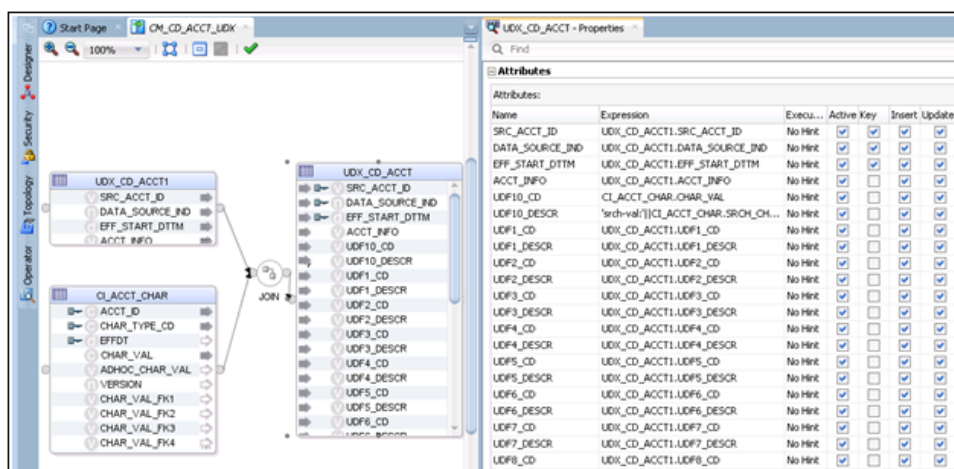 Start Page
CM_CD_ACCT_UDX
100%
Designer
Security
Topology
Operator
UDX_CD_ACCT1
SRC_ACCT_ID
DATA_SOURCE_IND
EFF_START_DTTM
ACCT_INFO
CI_ACCT_CHAR
ACCT_ID
CHAR_TYPE_CD
EFFDT
CHAR_VAL
ADHOC_CHAR_VAL
VERSION
CHAR_VAL_FK1
CHAR_VAL_FK2
CHAR_VAL_FK3
CHAR_VAL_FK4
JOIN
UDX_CD_ACCT
SRC_ACCT_ID
DATA_SOURCE_IND
EFF_START_DTTM
ACCT_INFO
UDF10_CD
UDF10_DESCR
UDF1_CD
UDF1_DESCR
UDF2_CD
UDF2_DESCR
UDF3_CD
UDF3_DESCR
UDF4_CD
UDF4_DESCR
UDF5_CD
UDF5_DESCR
UDF6_CD
UDF6_DESCR
UDX_CD_ACCT - Properties
Find
Attributes
Attributes:
Name Expression Execu... Active Key Insert Update
SRC_ACCT_ID UDX_CD_ACCT1.SRC_ACCT_ID No Hint
DATA_SOURCE_IND UDX_CD_ACCT1.DATA_SOURCE_IND No Hint
EFF_START_DTTM UDX_CD_ACCT1.EFF_START_DTTM No Hint
ACCT_INFO UDX_CD_ACCT1.ACCT_INFO No Hint
UDF10_CD CI_ACCT_CHAR.CHAR_VAL No Hint
UDF10_DESCR 'srch-val:'||CI_ACCT_CHAR.SRCH_CH... No Hint
UDF1_CD UDX_CD_ACCT1.UDF1_CD No Hint
UDF1_DESCR UDX_CD_ACCT1.UDF1_DESCR No Hint
UDF2_CD UDX_CD_ACCT1.UDF2_CD No Hint
UDF2_DESCR UDX_CD_ACCT1.UDF2_DESCR No Hint
UDF3_CD UDX_CD_ACCT1.UDF3_CD No Hint
UDF3_DESCR UDX_CD_ACCT1.UDF3_DESCR No Hint
UDF4_CD UDX_CD_ACCT1.UDF4_CD No Hint
UDF4_DESCR UDX_CD_ACCT1.UDF4_DESCR No Hint
UDF5_CD UDX_CD_ACCT1.UDF5_CD No Hint
UDF5_DESCR UDX_CD_ACCT1.UDF5_DESCR No Hint
UDF6_CD UDX_CD_ACCT1.UDF6_CD No Hint
UDF6_DESCR UDX_CD_ACCT1.UDF6_DESCR No Hint
UDF7_CD UDX_CD_ACCT1.UDF7_CD No Hint
UDF7_DESCR UDX_CD_ACCT1.UDF7_DESCR No Hint
UDF8_CD UDX_CD_ACCT1.UDF8_CD No Hint